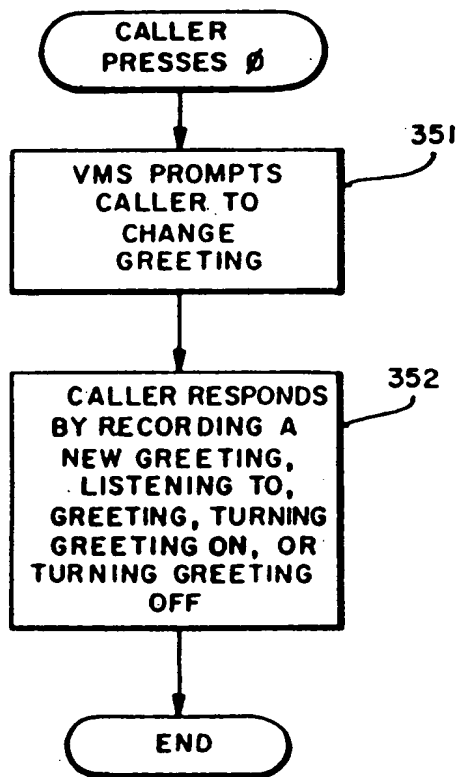 CALLER
PRESSES Ø
351
VMS PROMPTS
CALLER TO
CHANGE
GREETING
352
CALLER RESPONDS
BY RECORDING A
NEW GREETING,
LISTENING TO,
GREETING, TURNING
GREETING ON, OR
TURNING GREETING
OFF
END